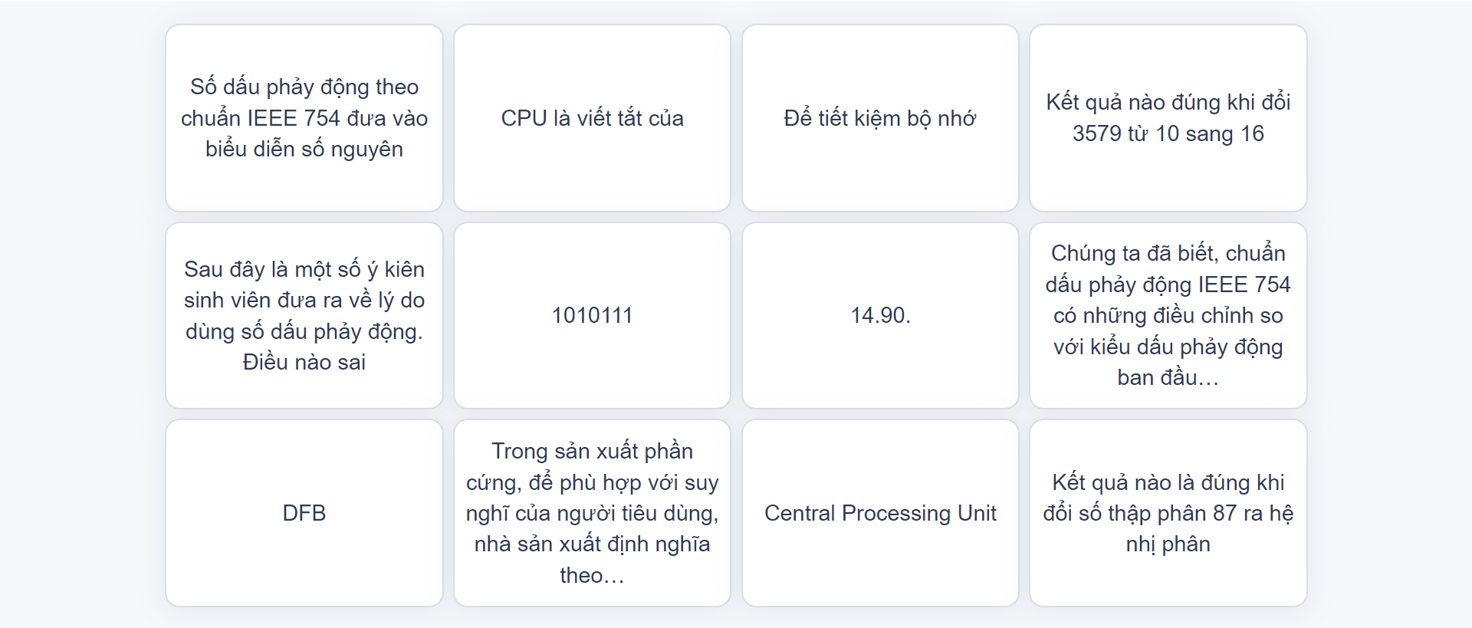 Số dấu phảy động theo
chuẩn IEEE 754 đưa vào
biểu diễn số nguyên
CPU là viết tắt của
Để tiết kiệm bộ nhớ
Kết quả nào đúng khi đổi
3579 từ 10 sang 16
Sau đây là một số ý kiên
sinh viên đưa ra về lý do
dùng số dấu phảy động.
Điều nào sai
1010111
14.90.
Chúng ta đã biết, chuẩn
dấu phảy động IEEE 754
có những điều chỉnh so
với kiểu dấu phảy động
ban đầu…
DFB
Trong sản xuất phần
cứng, để phù hợp với suy
nghĩ của người tiêu dùng,
nhà sản xuất định nghĩa
theo…
Central Processing Unit
Kết quả nào là đúng khi
đổi số thập phân 87 ra hệ
nhị phân